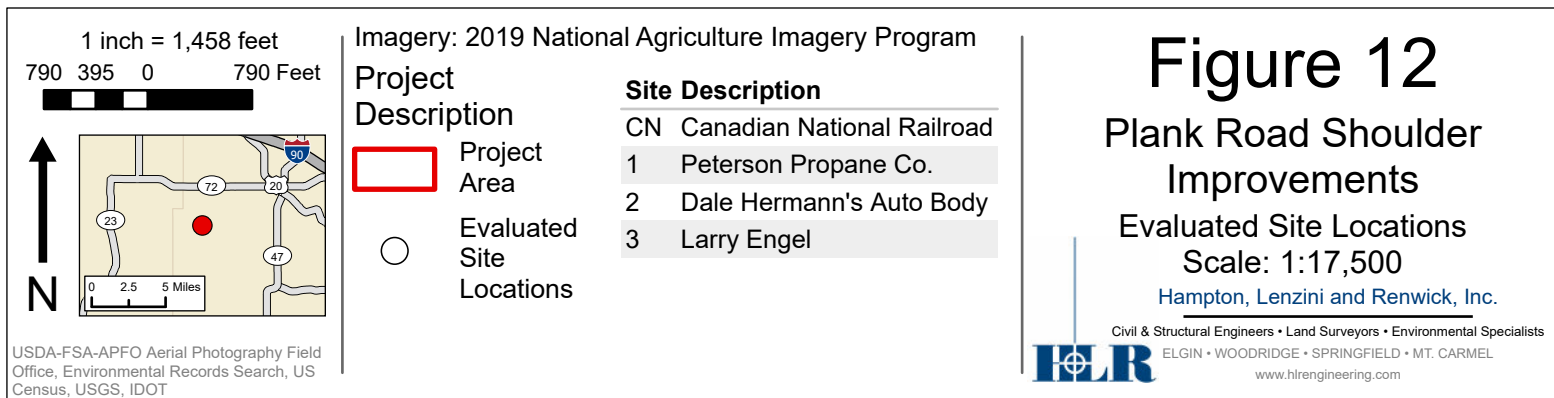 1 inch = 1,458 feet
790 395 0 790 Feet
90
72
20
23
47
0 2.5 5 Miles
N
USDA-FSA-APFO Aerial Photography Field
Office, Environmental Records Search, US
Census, USGS, IDOT
Imagery: 2019 National Agriculture Imagery Program
Project
Description
Project
Area
Evaluated
Site
Locations
Site Description
CN Canadian National Railroad
1 Peterson Propane Co.
2 Dale Hermann's Auto Body
3 Larry Engel
Figure 12
Plank Road Shoulder
Improvements
Evaluated Site Locations
Scale: 1:17,500
Hampton, Lenzini and Renwick, Inc.
Civil & Structural Engineers • Land Surveyors • Environmental Specialists
HLR
ELGIN • WOODRIDGE • SPRINGFIELD • MT. CARMEL
www.hlrengineering.com